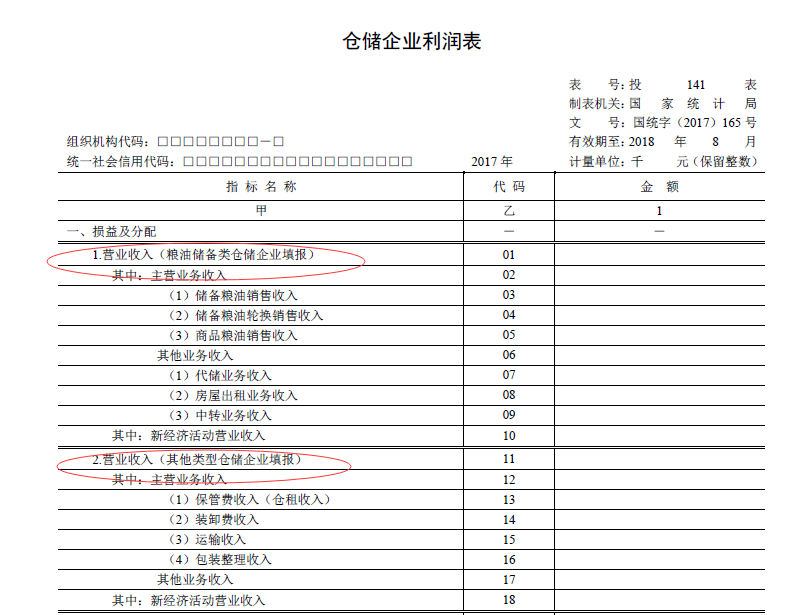 仓储企业利润表
表 号：投 141 表
制表机关：国 家 统 计 局
文 号：国统字（2017）165 号
组织机构代码：□□□□□□□□－□ 有效期至：2018 年 8 月
统一社会信用代码：□□□□□□□□□□□□□□□□□□ 2017 年 计量单位：千 元（保留整数）
指 标 名 称 代 码 金 额
甲 乙 1
一、损益及分配 — —
1.营业收入（粮油储备类仓储企业填报） 01
其中：主营业务收入 02
（1）储备粮油销售收入 03
（2）储备粮油轮换销售收入 04
（3）商品粮油销售收入 05
其他业务收入 06
（1）代储业务收入 07
（2）房屋出租业务收入 08
（3）中转业务收入 09
其中：新经济活动营业收入 10
2.营业收入（其他类型仓储企业填报） 11
其中：主营业务收入 12
（1）保管费收入（仓租收入） 13
（2）装卸费收入 14
（3）运输收入 15
（4）包装整理收入 16
其他业务收入 17
其中：新经济活动营业收入 18